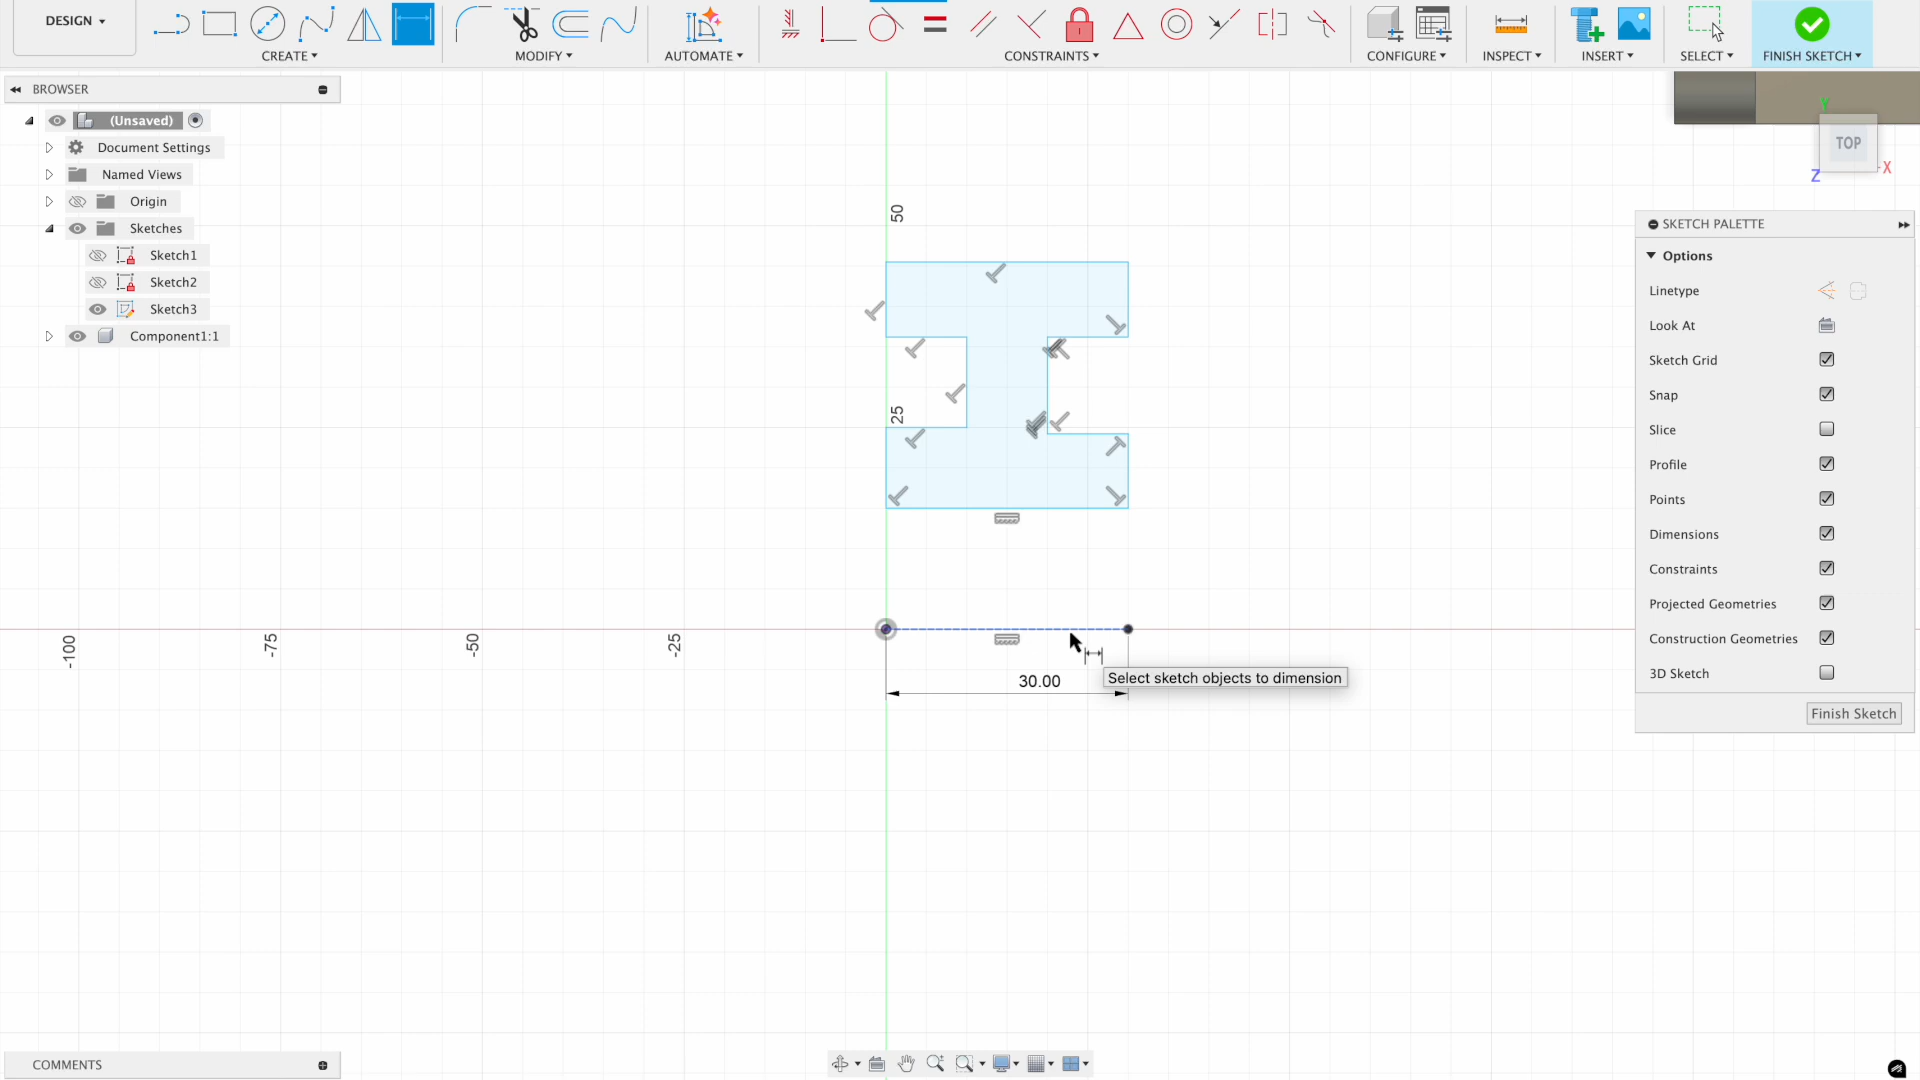 DESIGN
CREATE
MODIFY
AUTOMATE
CONSTRAINTS
CONFIGURE
INSPECT
INSERT
SELECT
FINISH SKETCH
BROWSER
(Unsaved)
Document Settings
Named Views
Origin
Sketches
Sketch1
Sketch2
Sketch3
Component1:1
Y
TOP
X
Z
50
25
-100
-75
-50
-25
30.00
Select sketch objects to dimension
SKETCH PALETTE
Options
Linetype
Look At
Sketch Grid
Snap
Slice
Profile
Points
Dimensions
Constraints
Projected Geometries
Construction Geometries
3D Sketch
Finish Sketch
COMMENTS